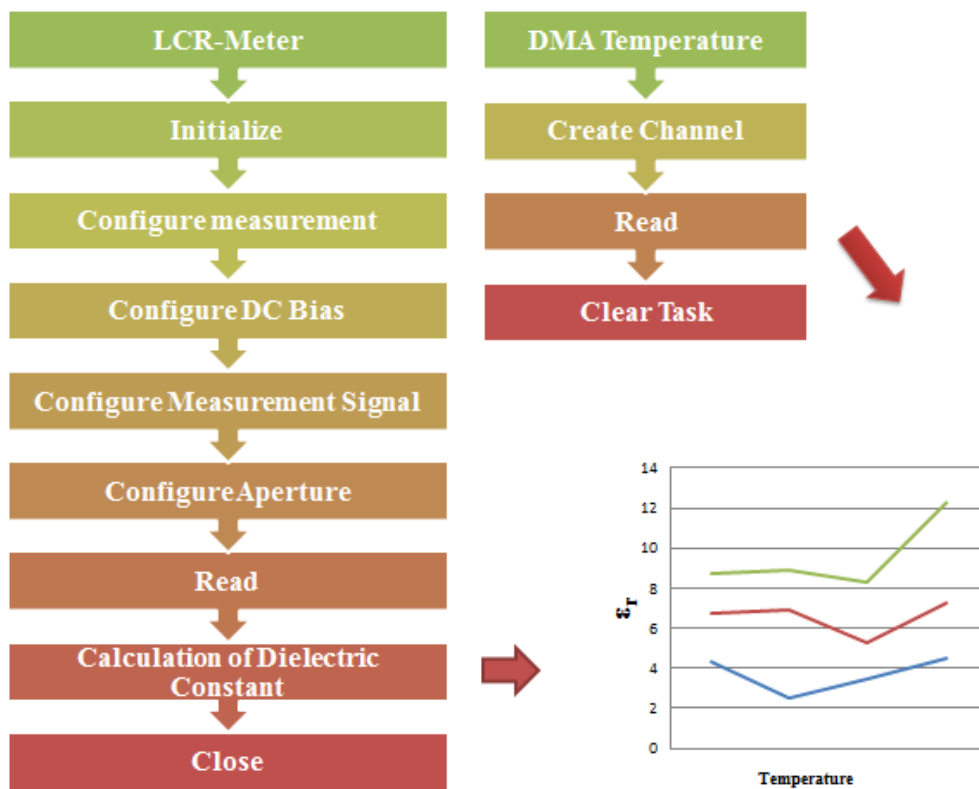 LCR-Meter
Initialize
Configure measurement
Configure DC Bias
Configure Measurement Signal
Configure Aperture
Read
Calculation of Dielectric
Constant
Close
DMA Temperature
Create Channel
Read
Clear Task
14
12
10
8
6
4
2
0
εr
Temperature